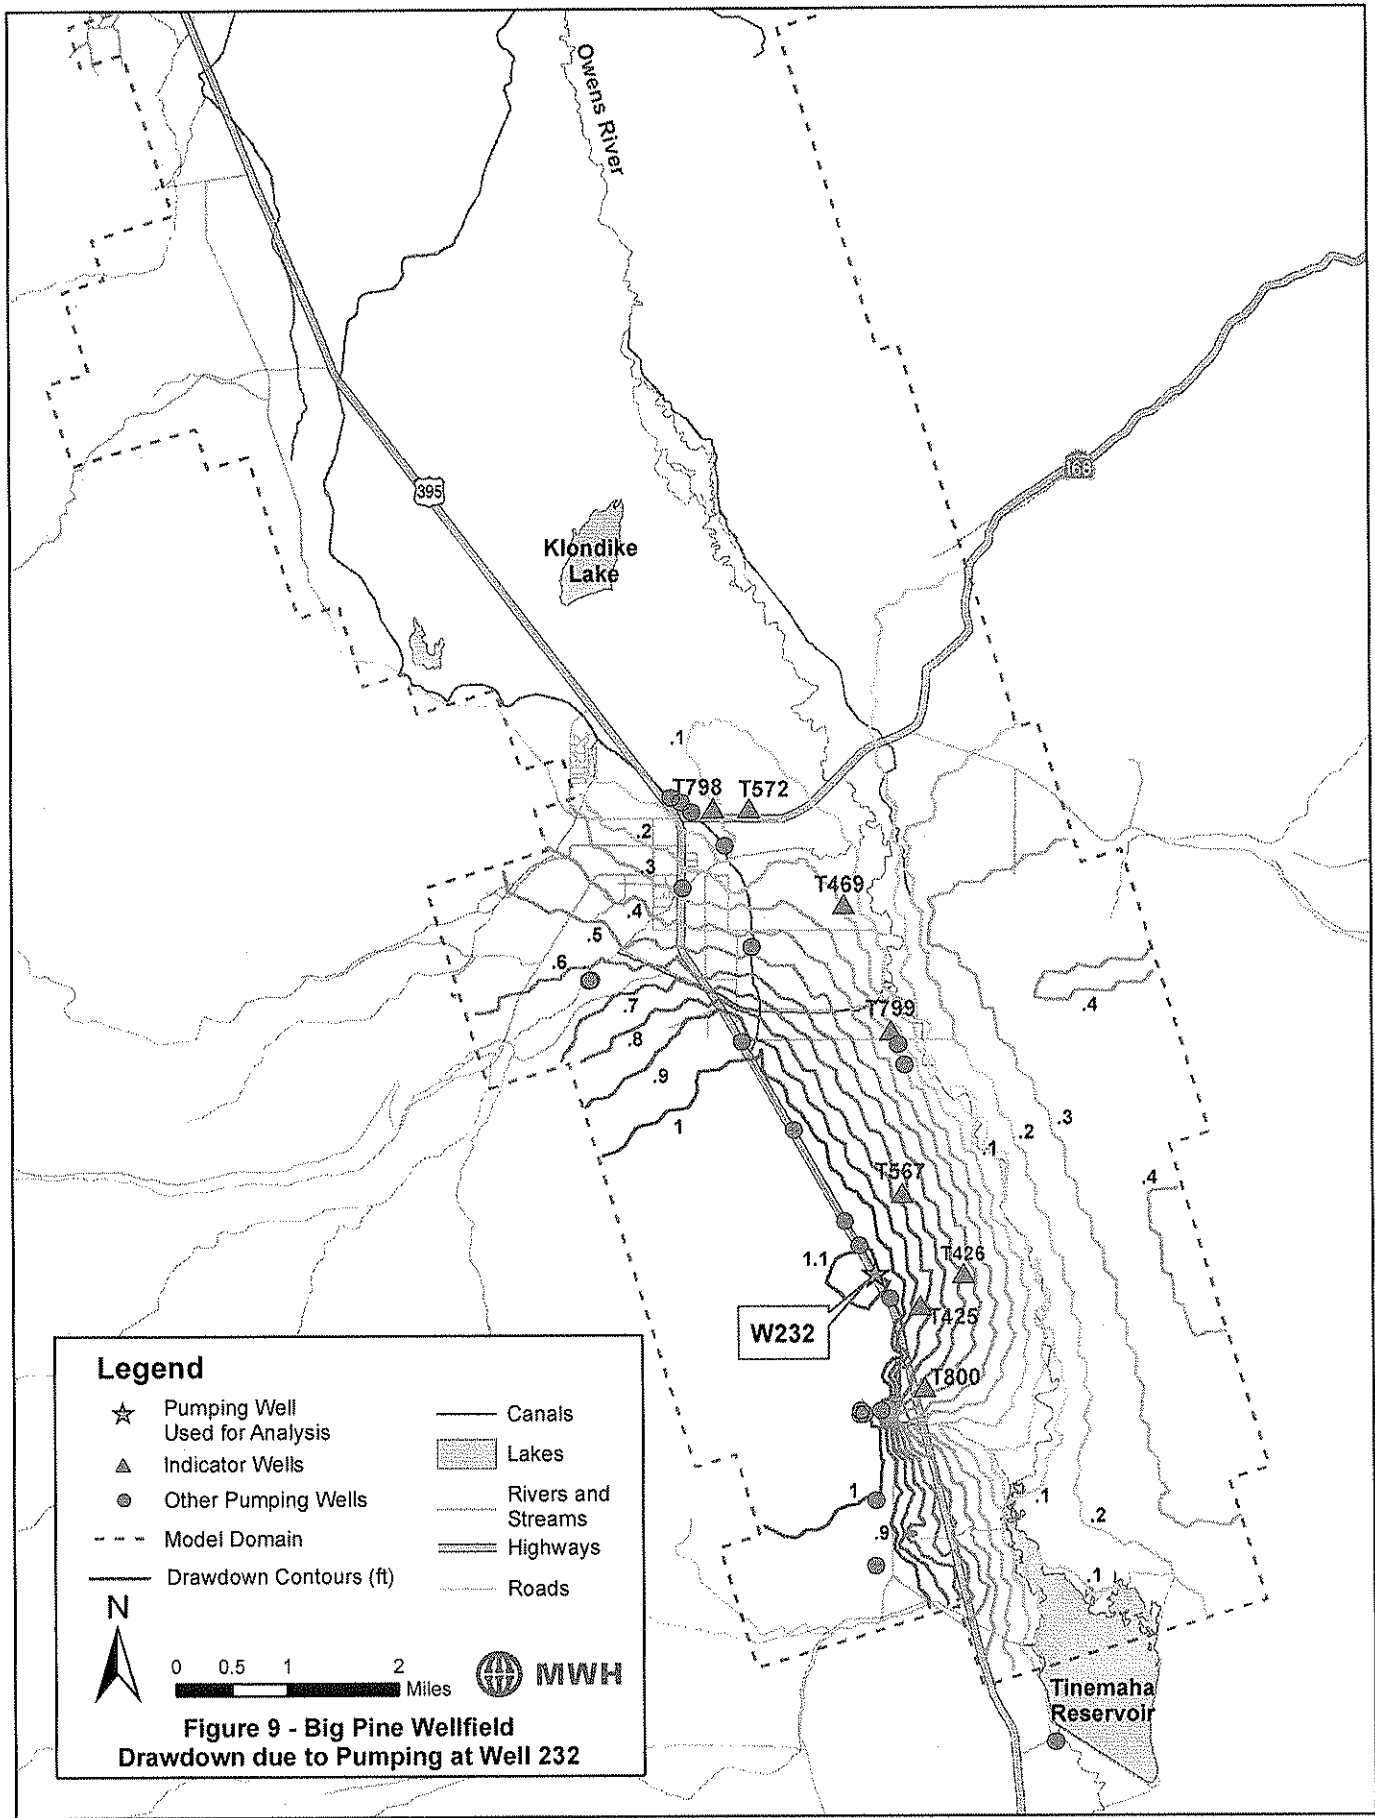 Owens River
395
168
Klondike
Lake
.1
T798
T572
.2
.3
T469
.4
.5
.6
.7
T799
.4
.8
.9
1
.3
.2
.1
T567
.4
1.1
T426
W232
T425
T800
1
.9
.1
.2
.1
Tinemaha
Reservoir
Legend
Pumping Well
Used for Analysis
Indicator Wells
Other Pumping Wells
Model Domain
Drawdown Contours (ft)
Canals
Lakes
Rivers and
Streams
Highways
Roads
N
0 0.5 1 2
Miles
MWH
Figure 9 - Big Pine Wellfield
Drawdown due to Pumping at Well 232